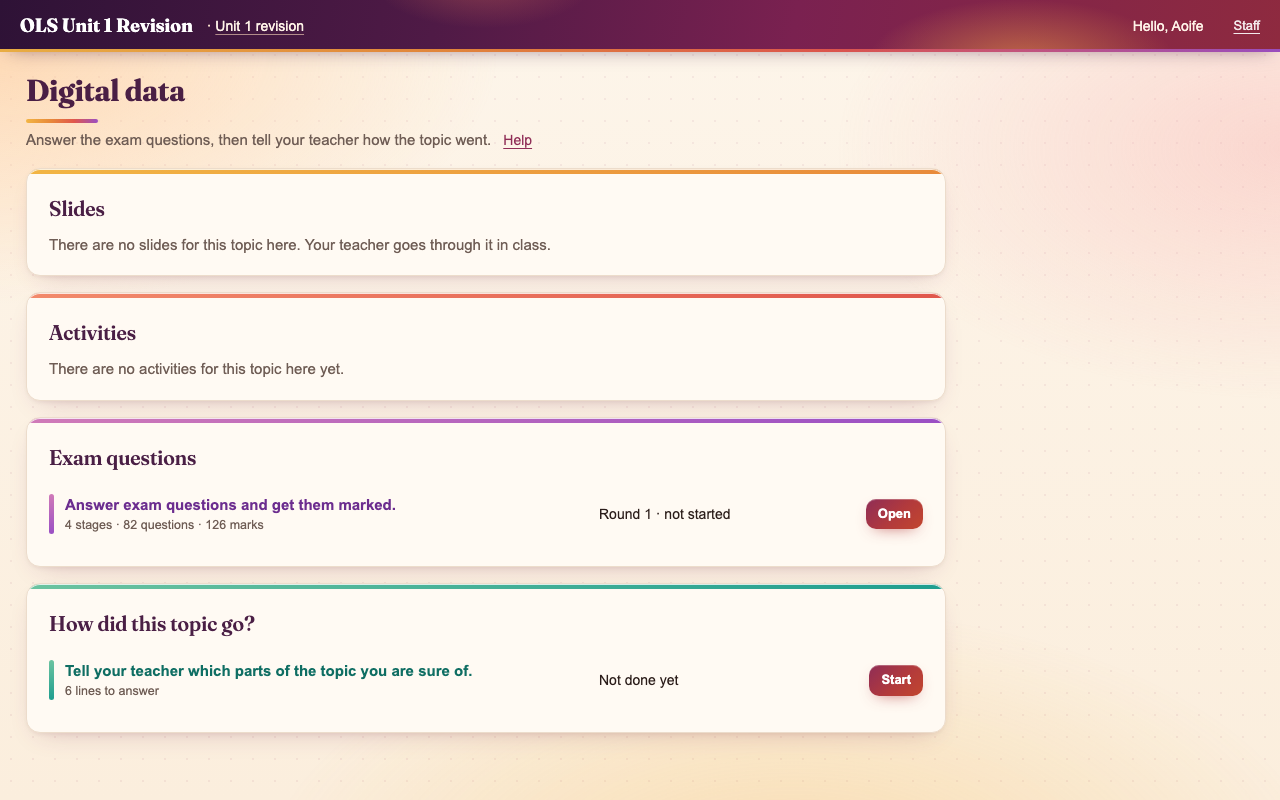 OLS Unit 1 Revision · Unit 1 revision Hello, Aoife Staff
Digital data
Answer the exam questions, then tell your teacher how the topic went. Help
Slides
There are no slides for this topic here. Your teacher goes through it in class.
Activities
There are no activities for this topic here yet.
Exam questions
Answer exam questions and get them marked.
4 stages · 82 questions · 126 marks
Round 1 · not started
Open
How did this topic go?
Tell your teacher which parts of the topic you are sure of.
6 lines to answer
Not done yet
Start